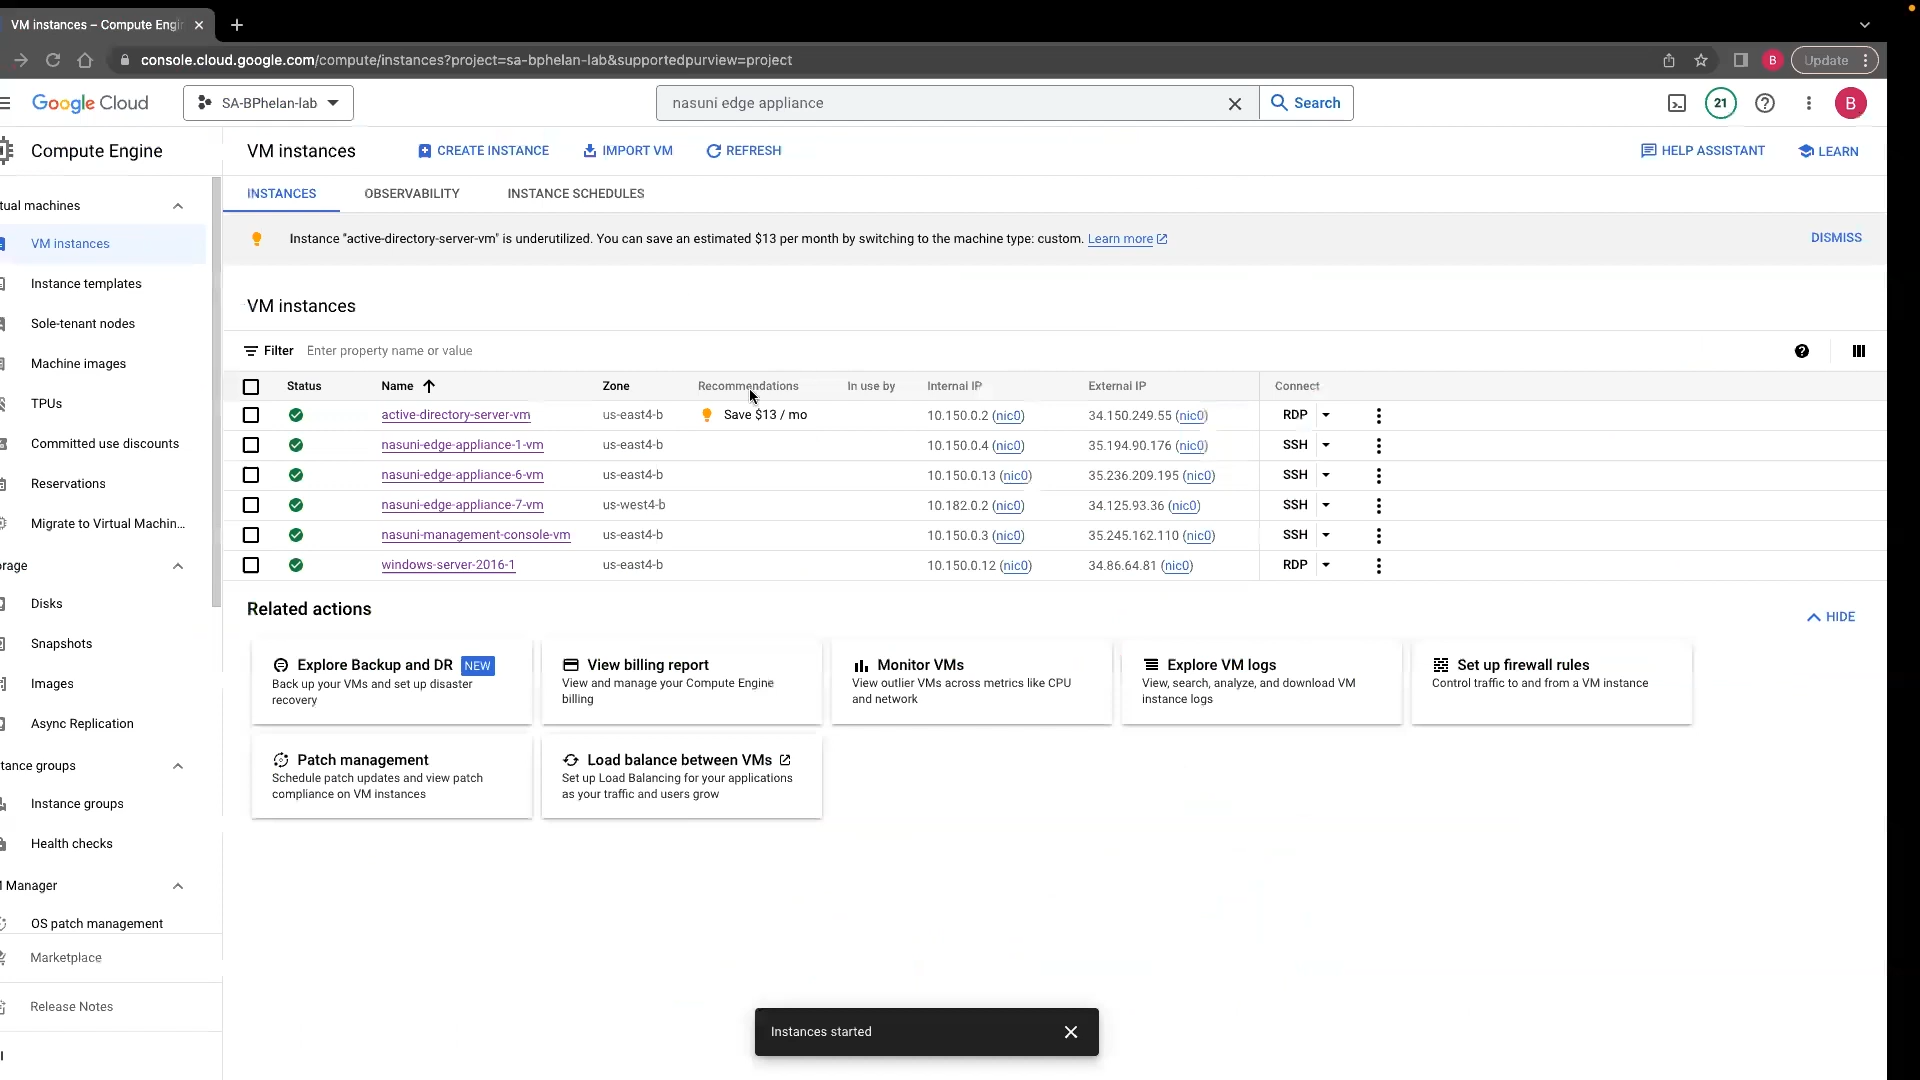 VM instances – Compute Engi
console.cloud.google.com/compute/instances?project=sa-bphelan-lab&supportedpurview=project
B
Update
Google Cloud
SA-BPhelan-lab
nasuni edge appliance
Search
21
B
Compute Engine
VM instances
CREATE INSTANCE
IMPORT VM
REFRESH
HELP ASSISTANT
LEARN
tual machines
VM instances
Instance templates
Sole-tenant nodes
Machine images
TPUs
Committed use discounts
Reservations
Migrate to Virtual Machin...
orage
Disks
Snapshots
Images
Async Replication
tance groups
Instance groups
Health checks
I Manager
OS patch management
Marketplace
Release Notes
INSTANCES
OBSERVABILITY
INSTANCE SCHEDULES
Instance "active-directory-server-vm" is underutilized. You can save an estimated $13 per month by switching to the machine type: custom. Learn more
DISMISS
VM instances
Filter Enter property name or value
Status Name Zone Recommendations In use by Internal IP External IP Connect
active-directory-server-vm us-east4-b Save $13 / mo 10.150.0.2 (nic0) 34.150.249.55 (nic0) RDP
nasuni-edge-appliance-1-vm us-east4-b 10.150.0.4 (nic0) 35.194.90.176 (nic0) SSH
nasuni-edge-appliance-6-vm us-east4-b 10.150.0.13 (nic0) 35.236.209.195 (nic0) SSH
nasuni-edge-appliance-7-vm us-west4-b 10.182.0.2 (nic0) 34.125.93.36 (nic0) SSH
nasuni-management-console-vm us-east4-b 10.150.0.3 (nic0) 35.245.162.110 (nic0) SSH
windows-server-2016-1 us-east4-b 10.150.0.12 (nic0) 34.86.64.81 (nic0) RDP
Related actions
HIDE
Explore Backup and DR NEW
Back up your VMs and set up disaster
recovery
View billing report
View and manage your Compute Engine
billing
Monitor VMs
View outlier VMs across metrics like CPU
and network
Explore VM logs
View, search, analyze, and download VM
instance logs
Set up firewall rules
Control traffic to and from a VM instance
Patch management
Schedule patch updates and view patch
compliance on VM instances
Load balance between VMs
Set up Load Balancing for your applications
as your traffic and users grow
Instances started